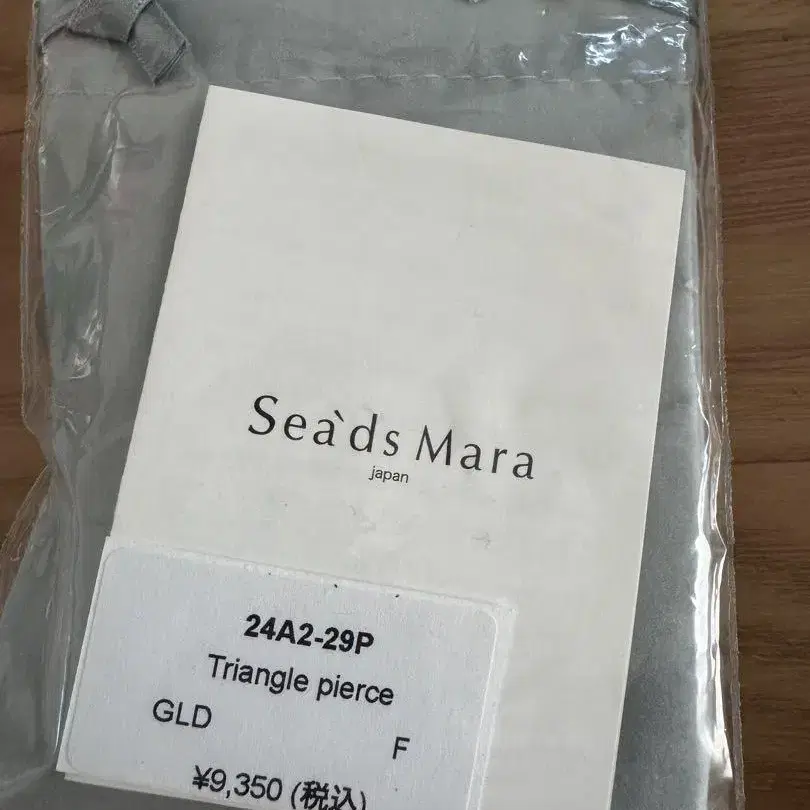 Sea`ds Mara
japan
24A2-29P
Triangle pierce
GLD
F
¥9,350 (税込)